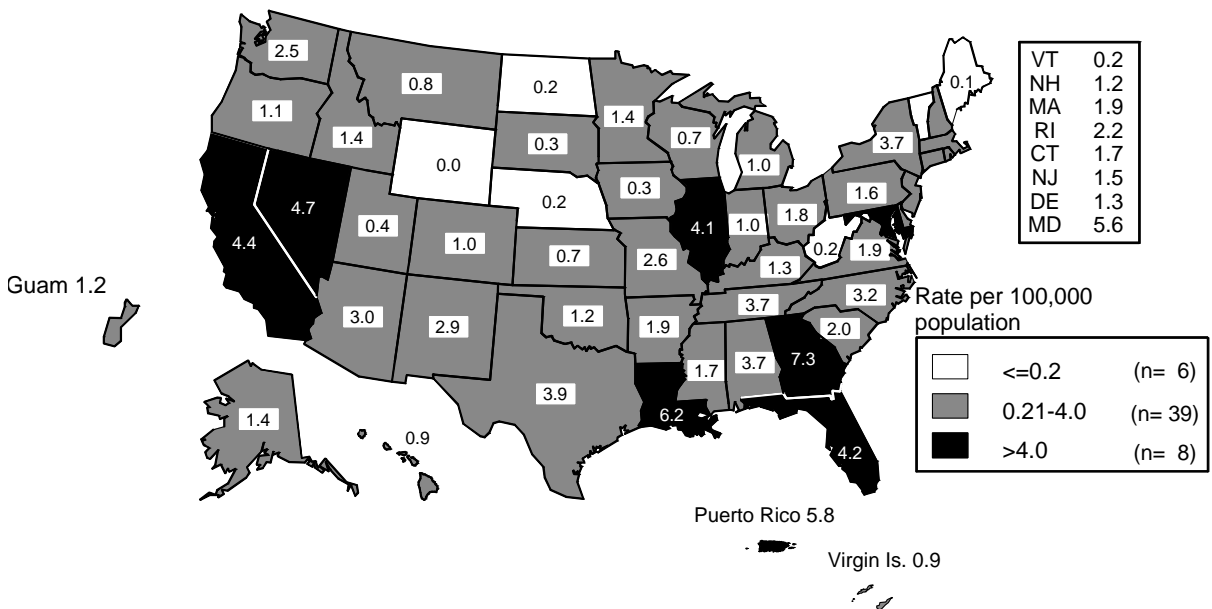 2.5
0.8
0.2
1.4
0.1
1.1
1.4
0.0
0.3
0.7
1.0
3.7
4.4
4.7
0.4
1.0
0.2
0.3
4.1
1.0
1.8
1.6
0.2
1.9
0.7
2.6
1.3
3.0
2.9
1.2
1.9
3.7
3.2
2.0
3.9
6.2
1.7
3.7
7.3
4.2
1.4
0.9
Guam 1.2
VT 0.2
NH 1.2
MA 1.9
RI 2.2
CT 1.7
NJ 1.5
DE 1.3
MD 5.6
Rate per 100,000
population
<=0.2 (n= 6)
0.21-4.0 (n= 39)
>4.0 (n= 8)
Puerto Rico 5.8
Virgin Is. 0.9